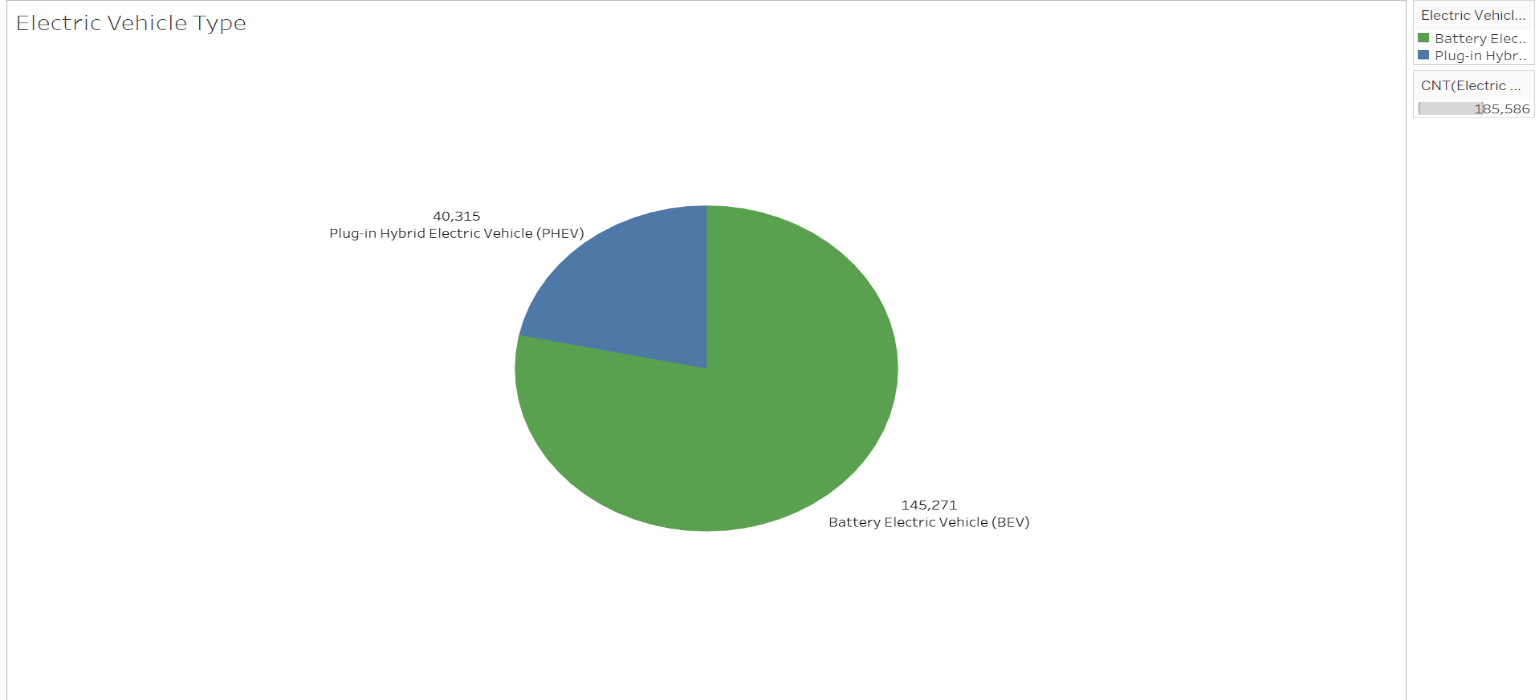 Electric Vehicle Type
Electric Vehicl...
Battery Elec..
Plug-in Hybr..
CNT(Electric ...
185,586
40,315
Plug-in Hybrid Electric Vehicle (PHEV)
145,271
Battery Electric Vehicle (BEV)